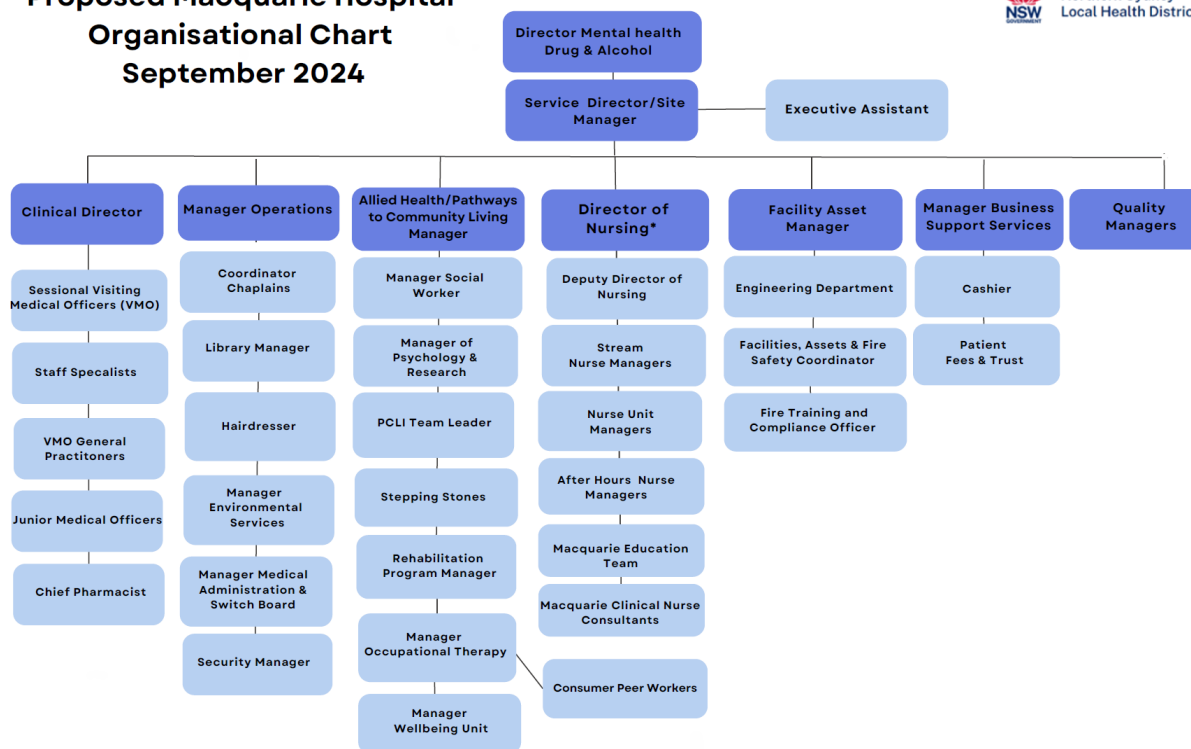 Proposed Macquarie Hospital
Organisational Chart
September 2024
NSW
GOVERNMENT
Local Health Distric
Director Mental health
Drug & Alcohol
Service Director/Site
Manager
Executive Assistant
Clinical Director
Sessional Visiting
Medical Officers (VMO)
Staff Specalists
VMO General
Practitoners
Junior Medical Officers
Chief Pharmacist
Manager Operations
Coordinator
Chaplains
Library Manager
Hairdresser
Manager
Environmental
Services
Manager Medical
Administration &
Switch Board
Security Manager
Allied Health/Pathways
to Community Living
Manager
Manager Social
Worker
Manager of
Psychology &
Research
PCLI Team Leader
Stepping Stones
Rehabilitation
Program Manager
Manager
Occupational Therapy
Manager
Wellbeing Unit
Director of
Nursing*
Deputy Director of
Nursing
Stream
Nurse Managers
Nurse Unit
Managers
After Hours Nurse
Managers
Macquarie Education
Team
Macquarie Clinical Nurse
Consultants
Consumer Peer Workers
Facility Asset
Manager
Engineering Department
Facilities, Assets & Fire
Safety Coordinator
Fire Training and
Compliance Officer
Manager Business
Support Services
Cashier
Patient
Fees & Trust
Quality
Managers